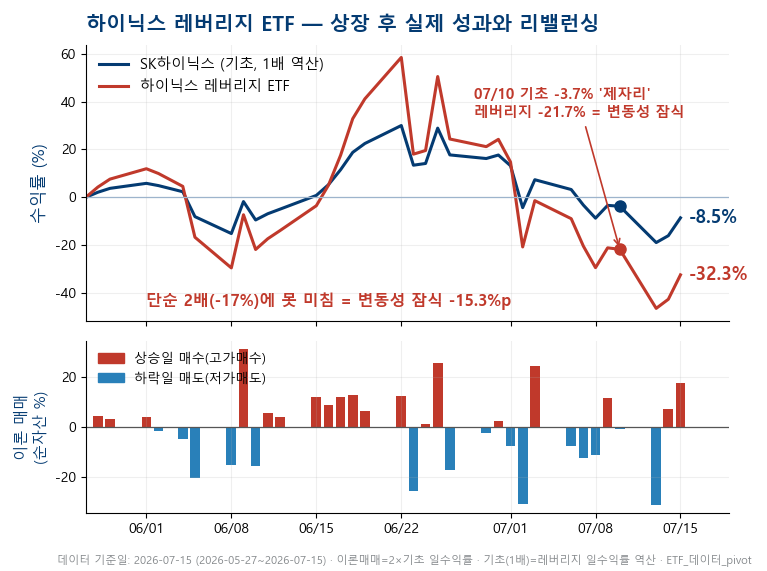 하이닉스 레버리지 ETF — 상장 후 실제 성과와 리밸런싱
SK하이닉스 (기초, 1배 역산)
하이닉스 레버리지 ETF
07/10 기초 -3.7% '제자리'
레버리지 -21.7% = 변동성 잠식
수익률 (%)
60
40
20
0
-20
-40
-8.5%
-32.3%
단순 2배(-17%)에 못 미침 = 변동성 잠식 -15.3%p
상승일 매수(고가매수)
하락일 매도(저가매도)
이론 매매
(순자산 %)
20
0
-20
06/01
06/08
06/15
06/22
07/01
07/08
07/15
데이터 기준일: 2026-07-15 (2026-05-27~2026-07-15) · 이론매매=2×기초 일수익률 · 기초(1배)=레버리지 일수익률 역산 · ETF_데이터_pivot